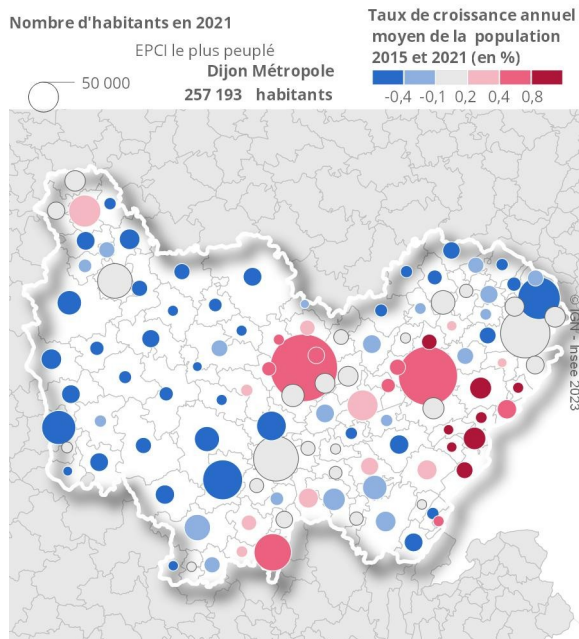 Nombre d'habitants en 2021
EPCI le plus peuplé
Dijon Métropole
257 193 habitants
50 000
Taux de croissance annuel
moyen de la population
2015 et 2021 (en %)
-0,4 -0,1 0,2 0,4 0,8
© IGN - Insee 2023